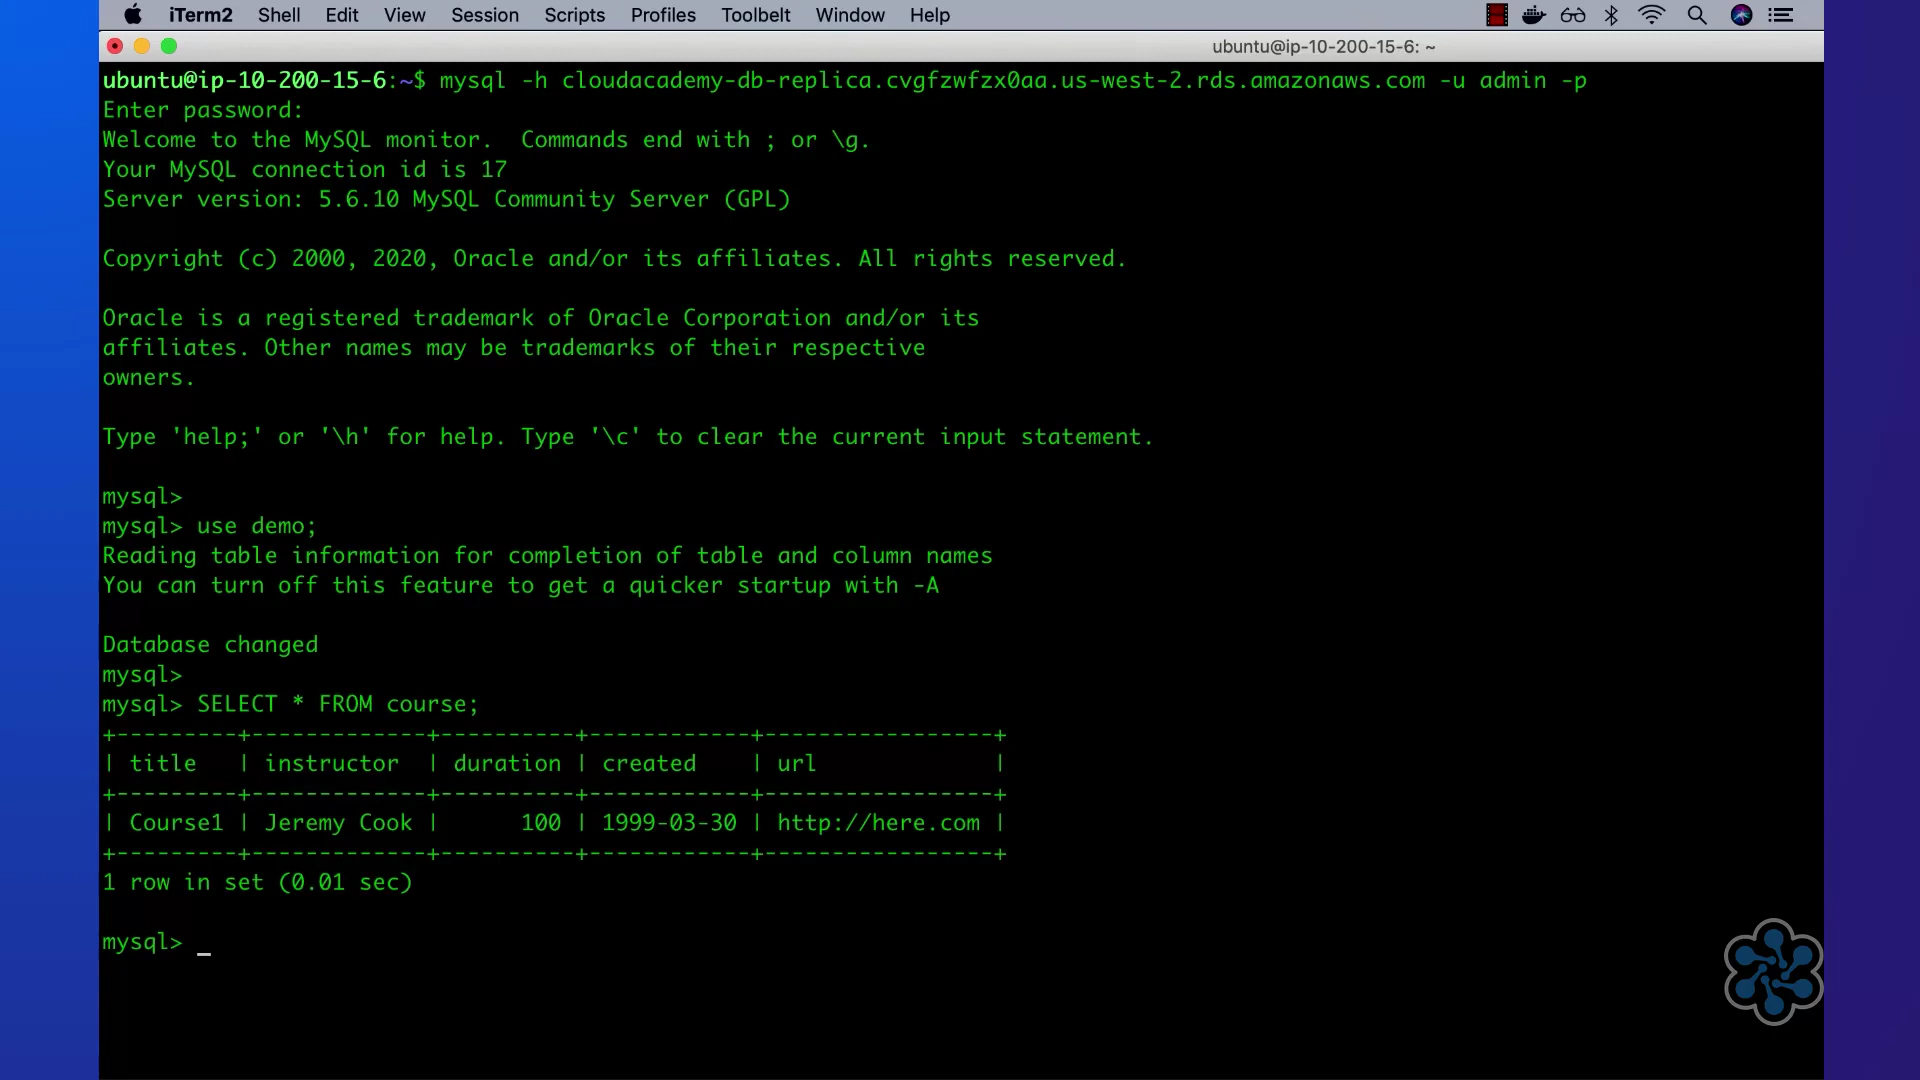 iTerm2 Shell Edit View Session Scripts Profiles Toolbelt Window Help
ubuntu@ip-10-200-15-6: ~
ubuntu@ip-10-200-15-6:~$ mysql -h cloudacademy-db-replica.cvgfzwfzx0aa.us-west-2.rds.amazonaws.com -u admin -p
Enter password:
Welcome to the MySQL monitor.  Commands end with ; or \g.
Your MySQL connection id is 17
Server version: 5.6.10 MySQL Community Server (GPL)
Copyright (c) 2000, 2020, Oracle and/or its affiliates. All rights reserved.
Oracle is a registered trademark of Oracle Corporation and/or its
affiliates. Other names may be trademarks of their respective
owners.
Type 'help;' or '\h' for help. Type '\c' to clear the current input statement.
mysql>
mysql> use demo;
Reading table information for completion of table and column names
You can turn off this feature to get a quicker startup with -A
Database changed
mysql>
mysql> SELECT * FROM course;
+---------+-------------+----------+------------+-----------------+
| title   | instructor  | duration | created    | url             |
+---------+-------------+----------+------------+-----------------+
| Course1 | Jeremy Cook |      100 | 1999-03-30 | http://here.com |
+---------+-------------+----------+------------+-----------------+
1 row in set (0.01 sec)
mysql> _